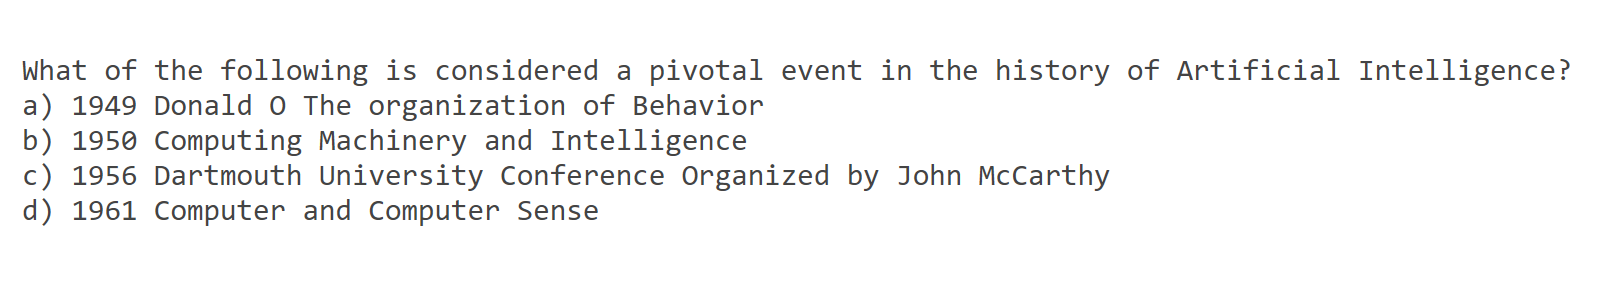 What of the following is considered a pivotal event in the history of Artificial Intelligence?
a) 1949 Donald O The organization of Behavior
b) 1950 Computing Machinery and Intelligence
c) 1956 Dartmouth University Conference Organized by John McCarthy
d) 1961 Computer and Computer Sense